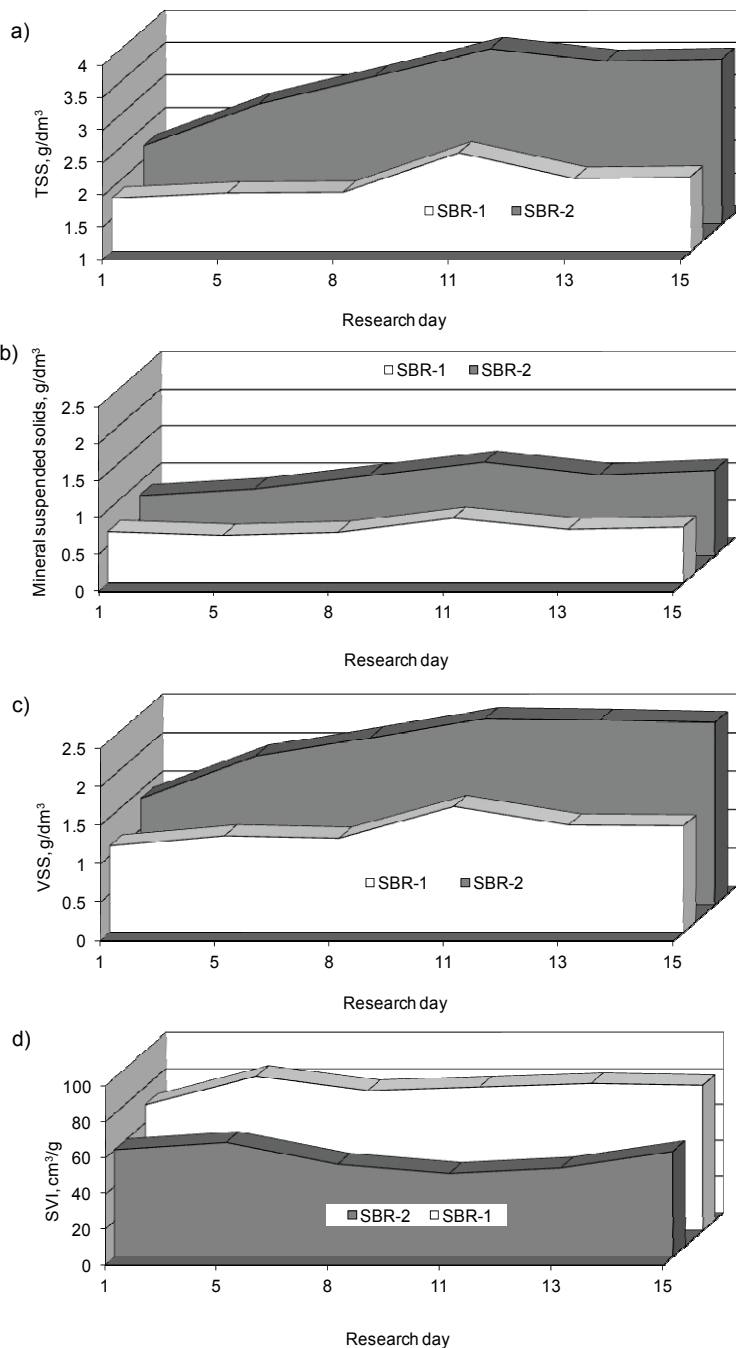 a)
TSS, g/dm³
4
3.5
3
2.5
2
1.5
1
SBR-1 SBR-2
1 5 8 11 13 15
Research day
b)
Mineral suspended solids, g/dm³
SBR-1 SBR-2
2.5
2
1.5
1
0.5
0
1 5 8 11 13 15
Research day
c)
VSS, g/dm³
2.5
2
1.5
1
0.5
0
SBR-1 SBR-2
1 5 8 11 13 15
Research day
d)
SVI, cm³/g
100
80
60
40
20
0
SBR-2 SBR-1
1 5 8 11 13 15
Research day